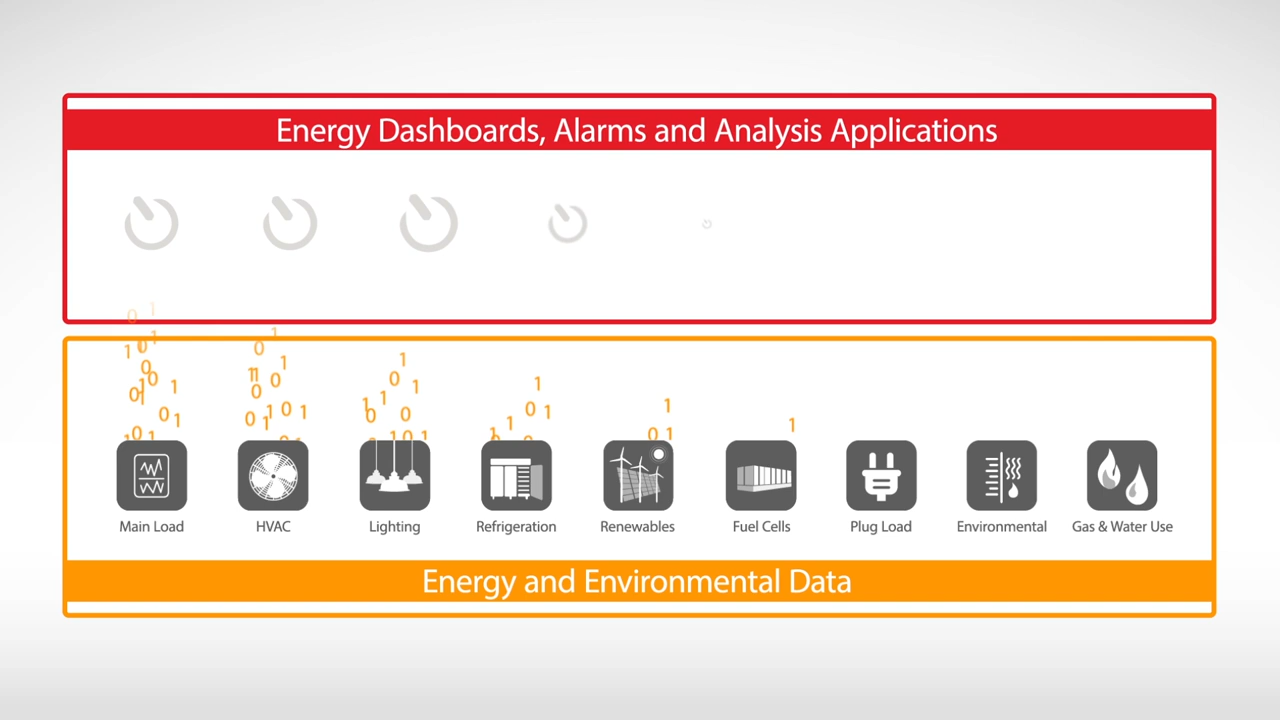 Energy Dashboards, Alarms and Analysis Applications
Main Load
HVAC
Lighting
Refrigeration
Renewables
Fuel Cells
Plug Load
Environmental
Gas & Water Use
Energy and Environmental Data